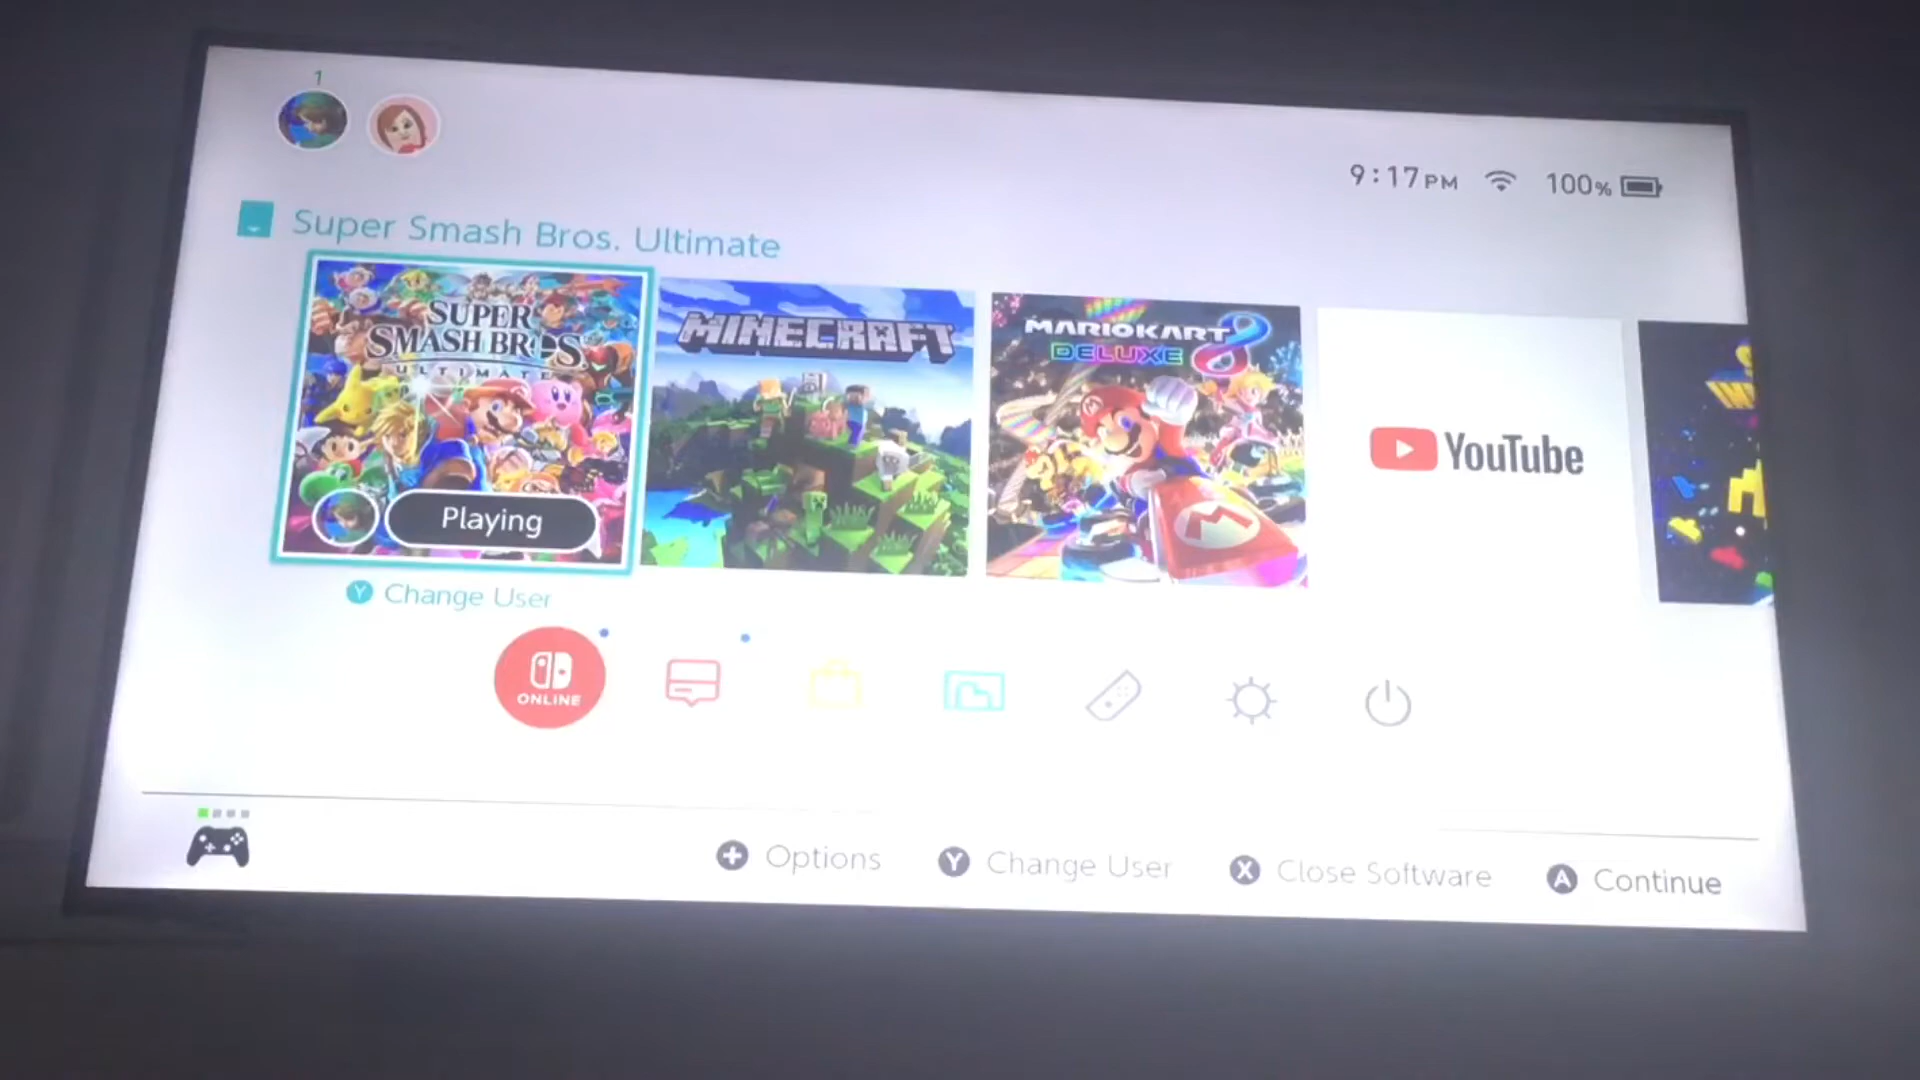 1
9:17 PM 100%
Super Smash Bros. Ultimate
SUPER
SMASH BROS.
ULTIMATE
Playing
MINECRAFT
MARIOKART 8
DELUXE
M
YouTube
Y Change User
ONLINE
+ Options Y Change User X Close Software A Continue